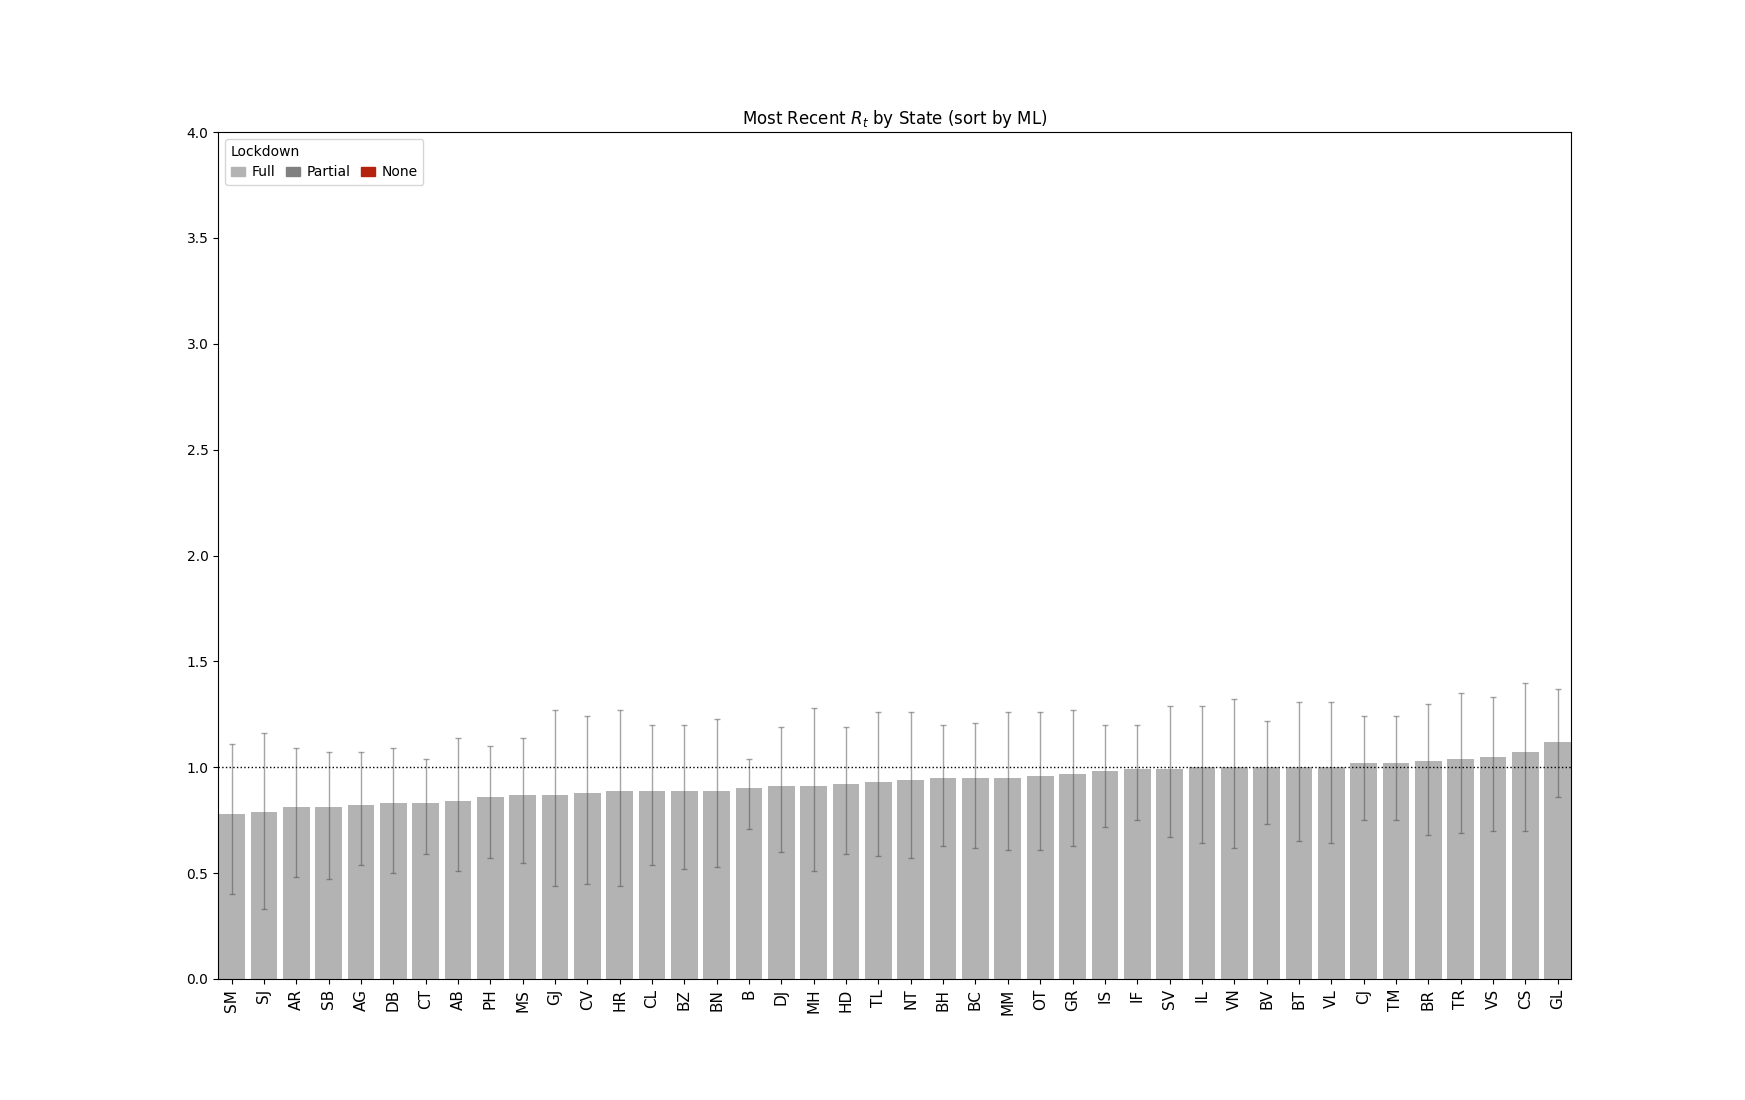 Most Recent Rt by State (sort by ML)
4.0
Lockdown
Full Partial None
3.5
3.0
2.5
2.0
1.5
1.0
0.5
0.0
SM SJ AR SB AG DB CT AB PH MS GJ CV HR CL BZ BN B DJ MH HD TL NT BH BC MM OT GR IS IF SV IL VN BV BT VL CJ TM BR TR VS CS GL